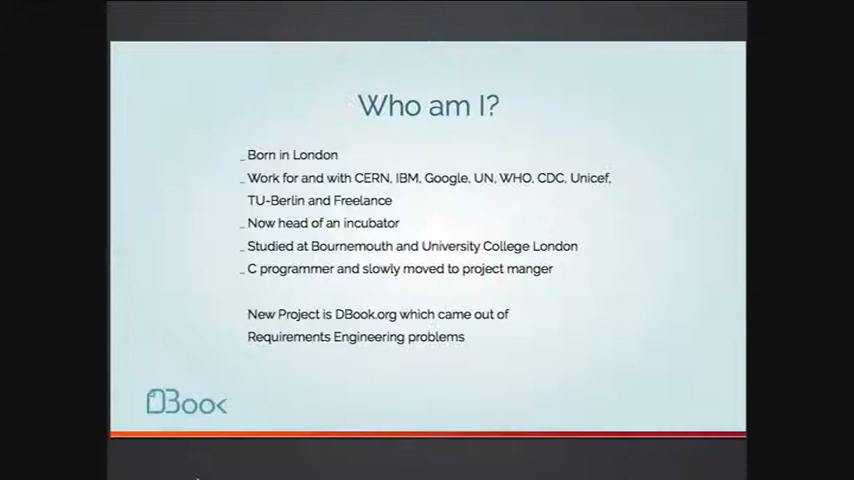 Who am I?
_ Born in London
_ Work for and with CERN, IBM, Google, UN, WHO, CDC, Unicef,
TU-Berlin and Freelance
_ Now head of an incubator
_ Studied at Bournemouth and University College London
_ C programmer and slowly moved to project manger
New Project is DBook.org which came out of
Requirements Engineering problems
DBook